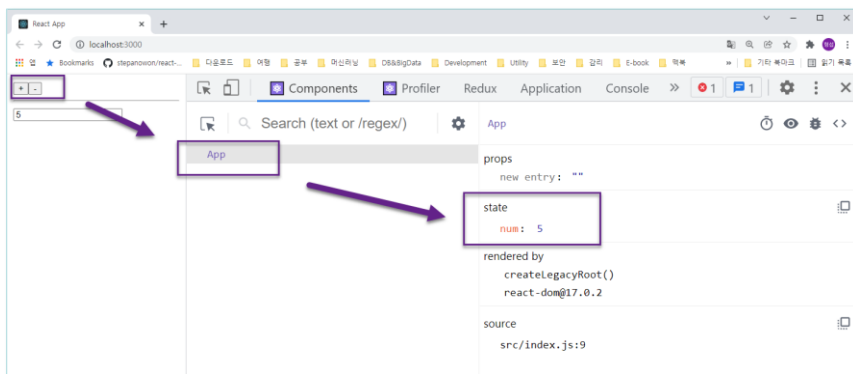 React App
localhost:3000
앱 Bookmarks stepanowon/react-... 다운로드 여행 공부 머신러닝 DB&BigData Development Utility 보안 갈리 E-book 맥북 » 기타 북마크 읽기 목록
+ -
5
Components Profiler Redux Application Console » 1 1
Search (text or /regex/)
App
App
props
new entry: ""
state
num: 5
rendered by
createLegacyRoot()
react-dom@17.0.2
source
src/index.js:9